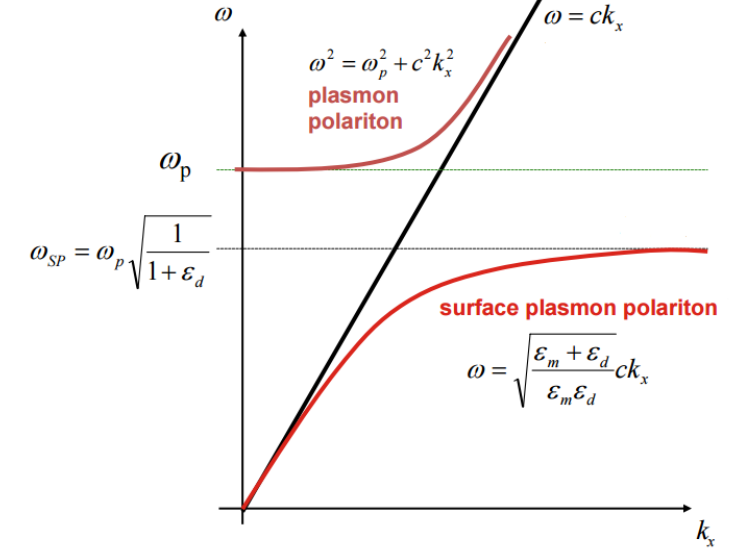 ω
ω = ck_x
ω² = ω_p² + c²k_x²
plasmon
polariton
ω_p
ω_SP = ω_p √(1 / (1 + ε_d))
surface plasmon polariton
ω = √((ε_m + ε_d) / (ε_m ε_d)) ck_x
k_x